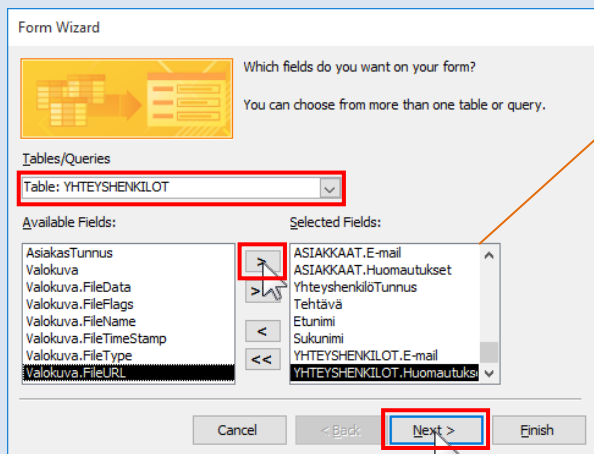 Form Wizard
Which fields do you want on your form?
You can choose from more than one table or query.
Tables/Queries
Table: YHTEYSHENKILOT
Available Fields:
Selected Fields:
AsiakasTunnus
Valokuva
Valokuva.FileData
Valokuva.FileFlags
Valokuva.FileName
Valokuva.FileTimeStamp
Valokuva.FileType
Valokuva.FileURL
>
>
<
<<
ASIAKKAAT.E-mail
ASIAKKAAT.Huomautukset
YhteyshenkilöTunnus
Tehtävä
Etunimi
Sukunimi
YHTEYSHENKILOT.E-mail
YHTEYSHENKILOT.Huomautukse
Cancel
< Back
Next >
Finish